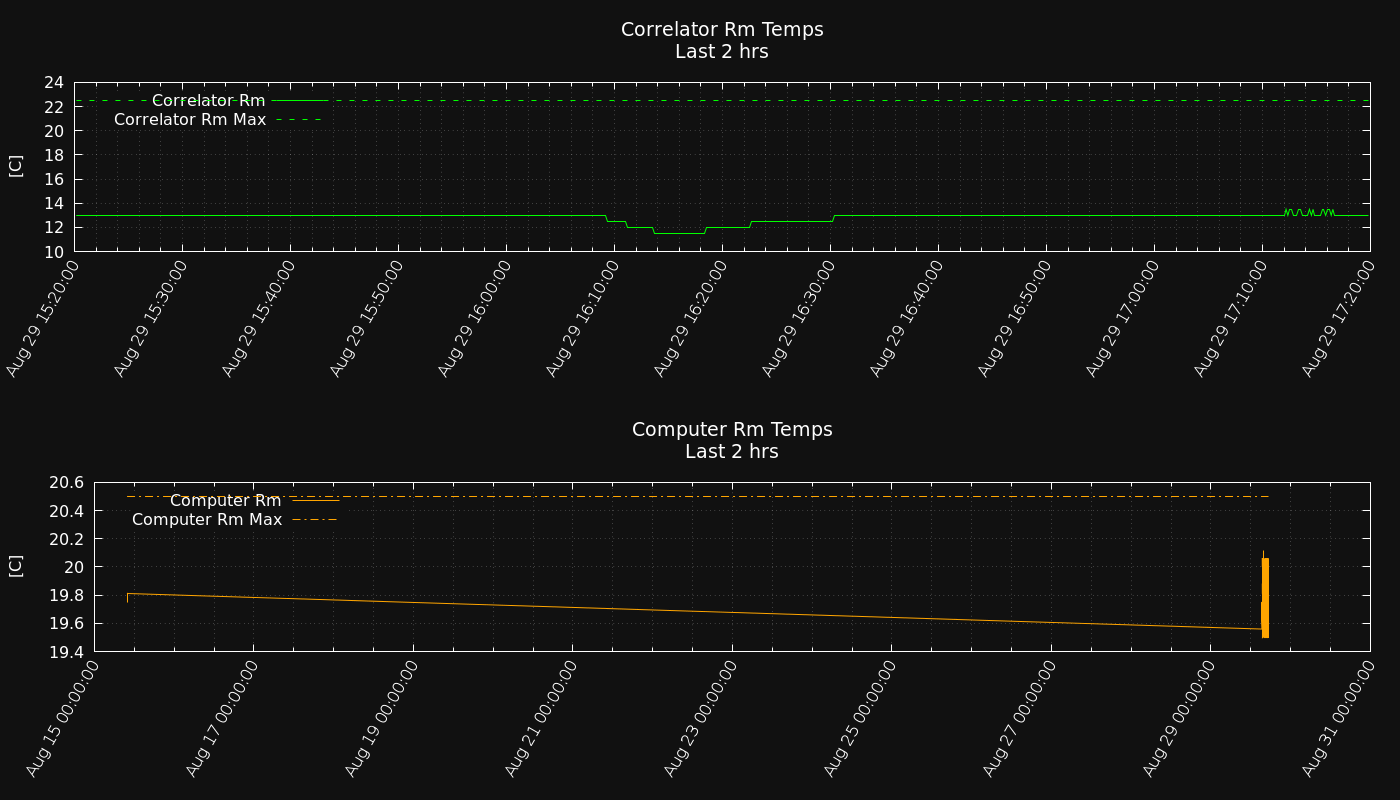 Correlator Rm Temps
Last 2 hrs
24
22
20
18
16
14
12
10
[C]
Correlator Rm
Correlator Rm Max
Aug 29 15:20:00
Aug 29 15:30:00
Aug 29 15:40:00
Aug 29 15:50:00
Aug 29 16:00:00
Aug 29 16:10:00
Aug 29 16:20:00
Aug 29 16:30:00
Aug 29 16:40:00
Aug 29 16:50:00
Aug 29 17:00:00
Aug 29 17:10:00
Aug 29 17:20:00
Computer Rm Temps
Last 2 hrs
20.6
20.4
20.2
20
19.8
19.6
19.4
[C]
Computer Rm
Computer Rm Max
Aug 15 00:00:00
Aug 17 00:00:00
Aug 19 00:00:00
Aug 21 00:00:00
Aug 23 00:00:00
Aug 25 00:00:00
Aug 27 00:00:00
Aug 29 00:00:00
Aug 31 00:00:00